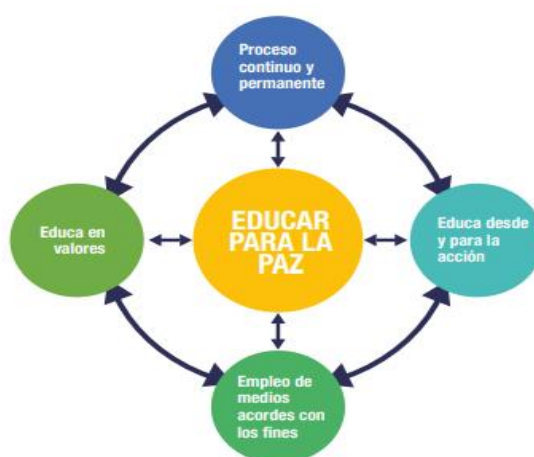 Proceso
continuo y
permanente
Educa en
valores
EDUCAR
PARA LA
PAZ
Educa desde
y para la
acción
Empleo de
medios
acordes con
los fines